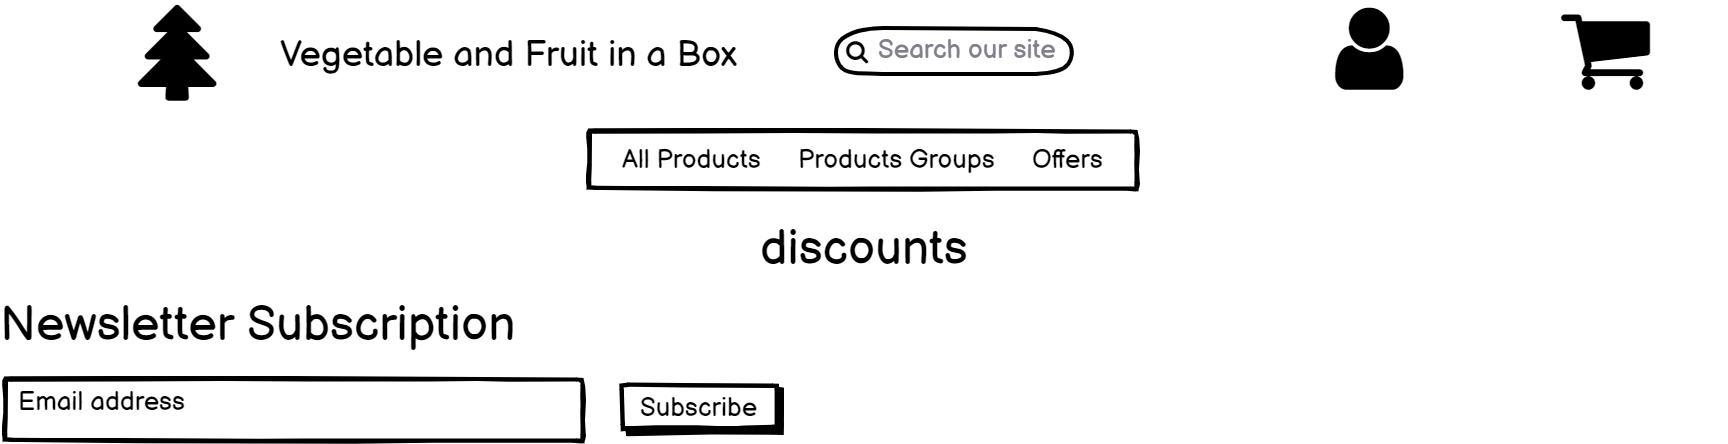 Vegetable and Fruit in a Box
Search our site
All Products Products Groups Offers
discounts
Newsletter Subscription
Email address
Subscribe